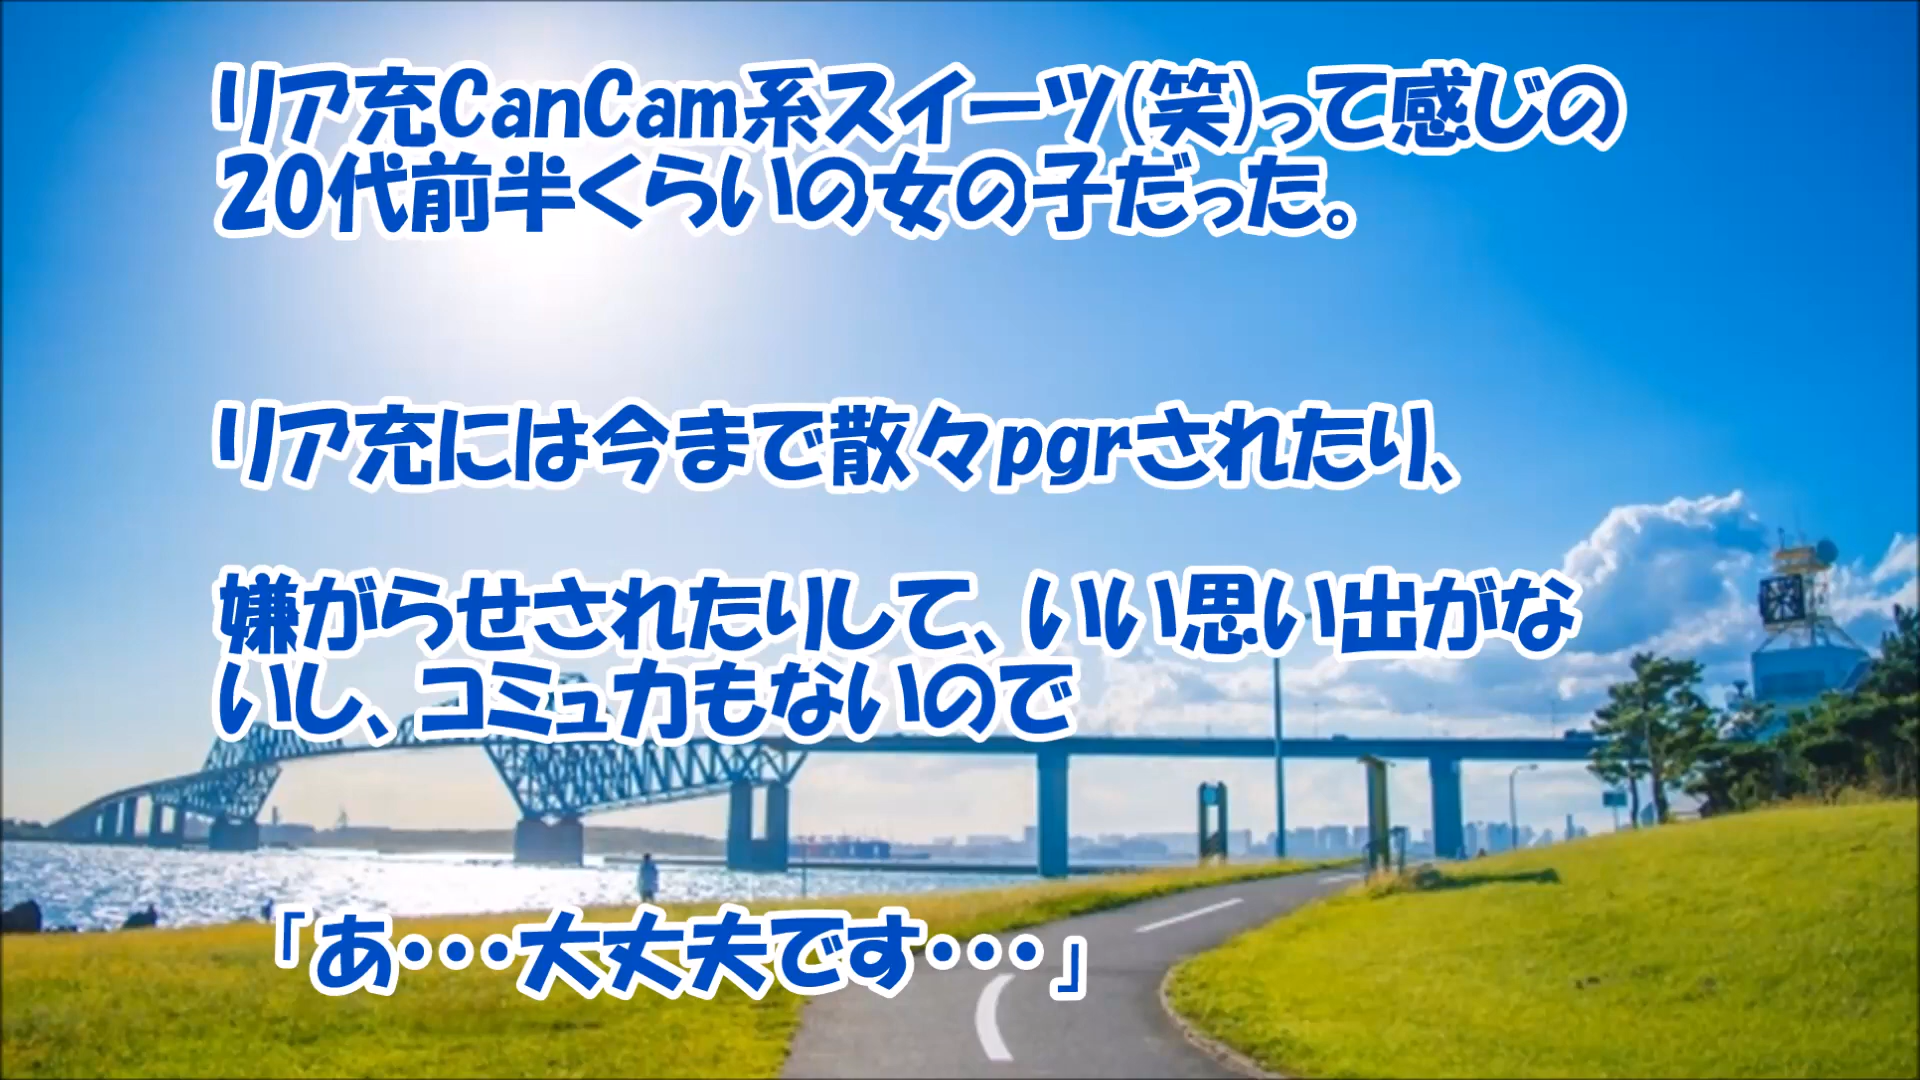 リア充CanCam系スイーツ(笑)って感じの
20代前半くらいの女の子だった。
リア充には今まで散々pgrされたり、
嫌がらせされたりして、いい思い出がな
いし、コミュ力もないので
『あ・・・大丈夫です・・・』